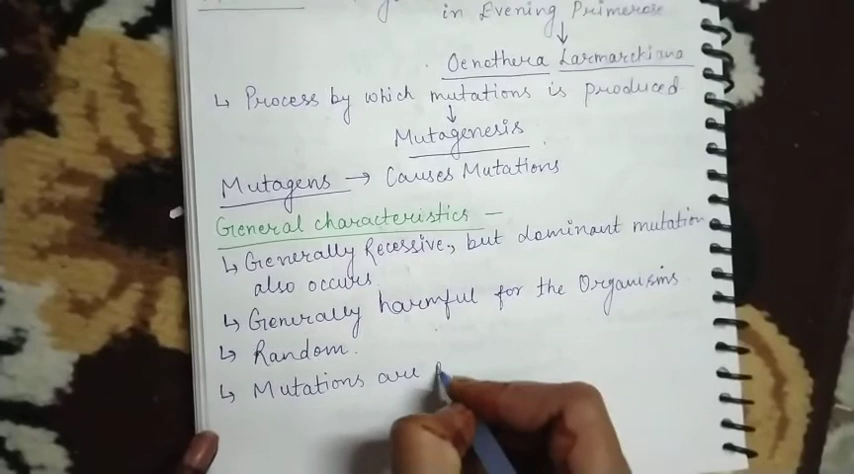 in Evening Primerose
↓
Oenothera Larmarckiana
↳ Process by which mutations is produced
↓
Mutagenesis
Mutagens → Causes Mutations
General characteristics —
↳ Generally Recessive, but dominant mutation
also occurs.
↳ Generally harmful for the Organisms
↳ Random.
↳ Mutations are